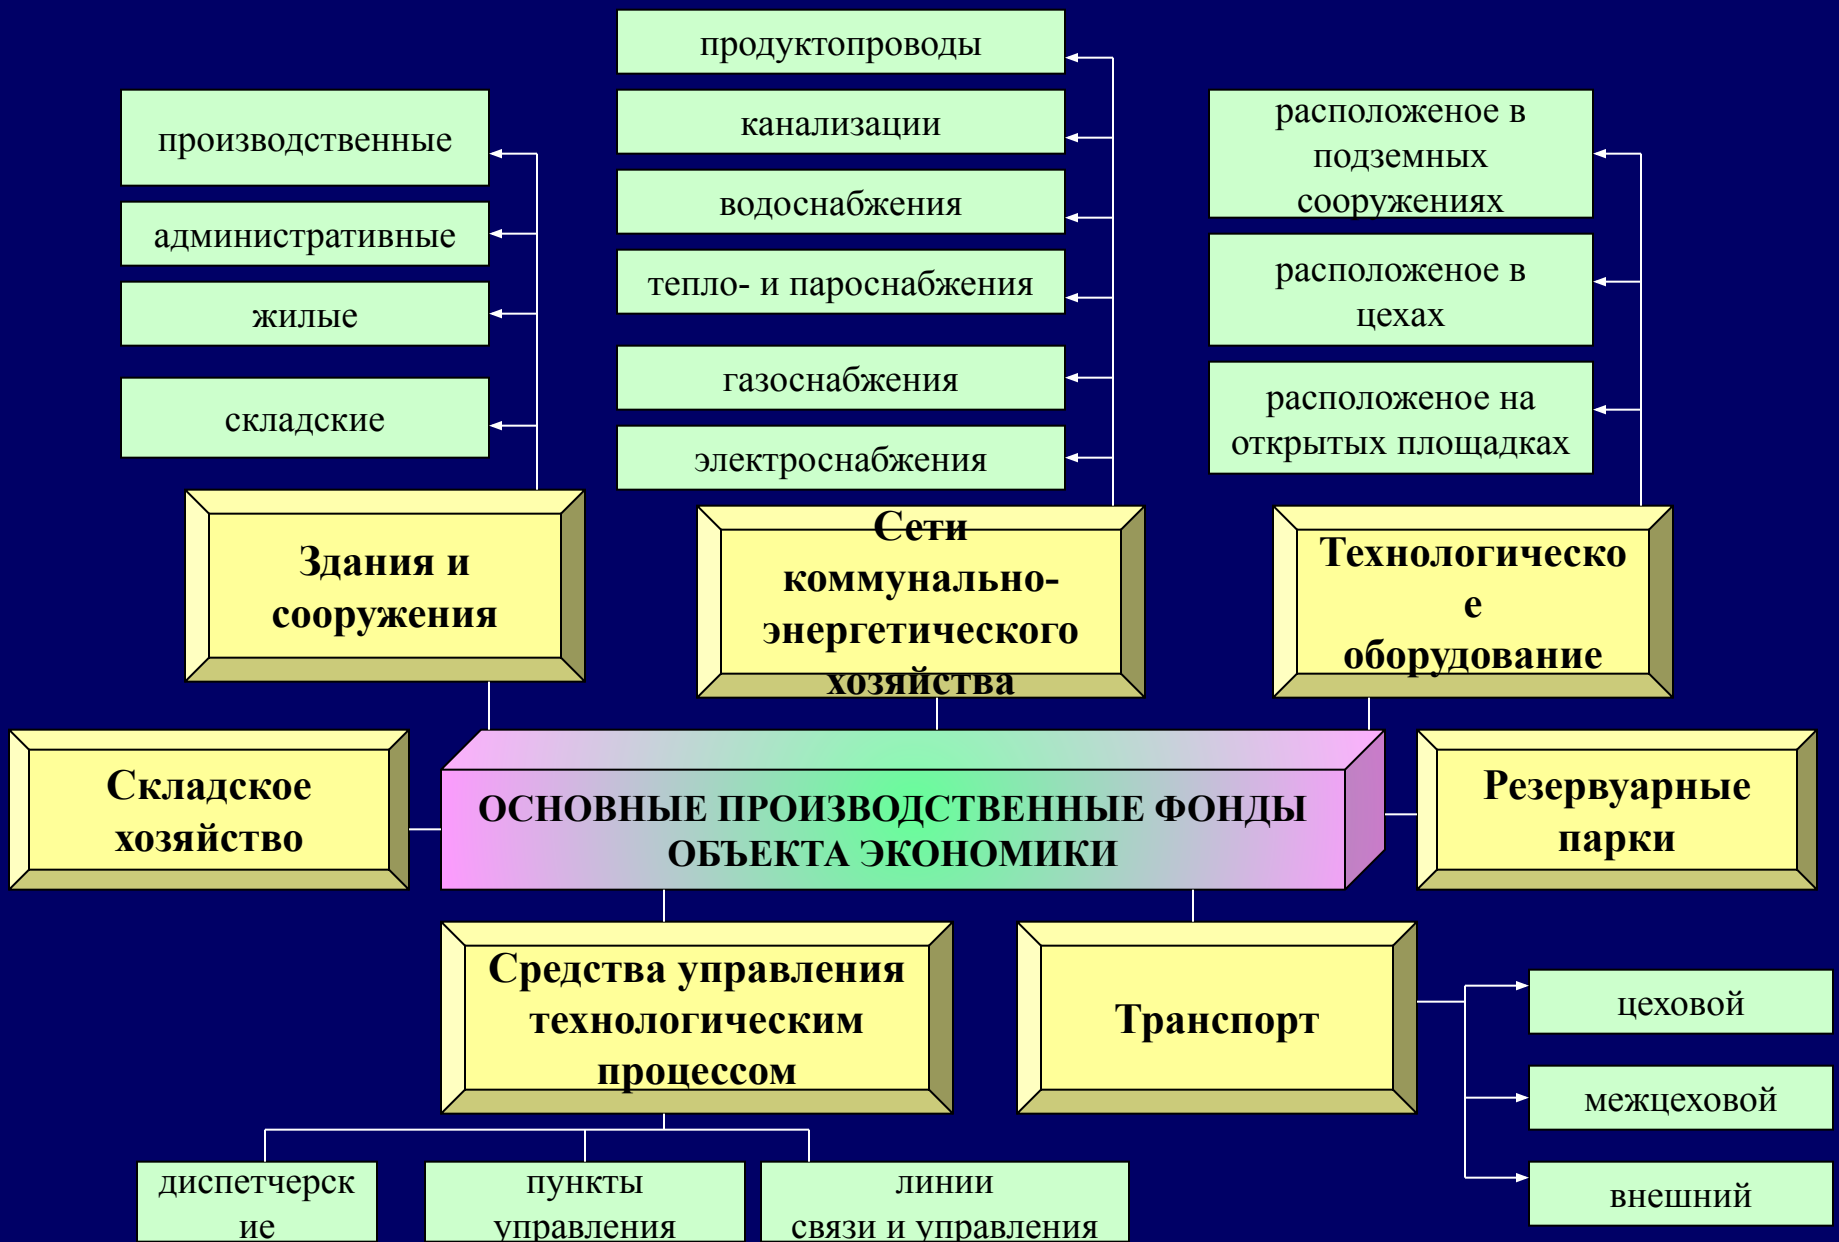 продуктопроводы
канализации
водоснабжения
тепло- и пароснабжения
газоснабжения
электроснабжения
производственные
административные
жилые
складские
расположеное в
подземных
сооружениях
расположеное в
цехах
расположеное на
открытых площадках
Здания и
сооружения
Сети
коммунально-
энергетического
хозяйства
Технологическо
е
оборудование
Складское
хозяйство
ОСНОВНЫЕ ПРОИЗВОДСТВЕННЫЕ ФОНДЫ
ОБЪЕКТА ЭКОНОМИКИ
Резервуарные
парки
Средства управления
технологическим
процессом
Транспорт
цеховой
межцеховой
внешний
диспетчерск
ие
пункты
управления
линии
связи и управления